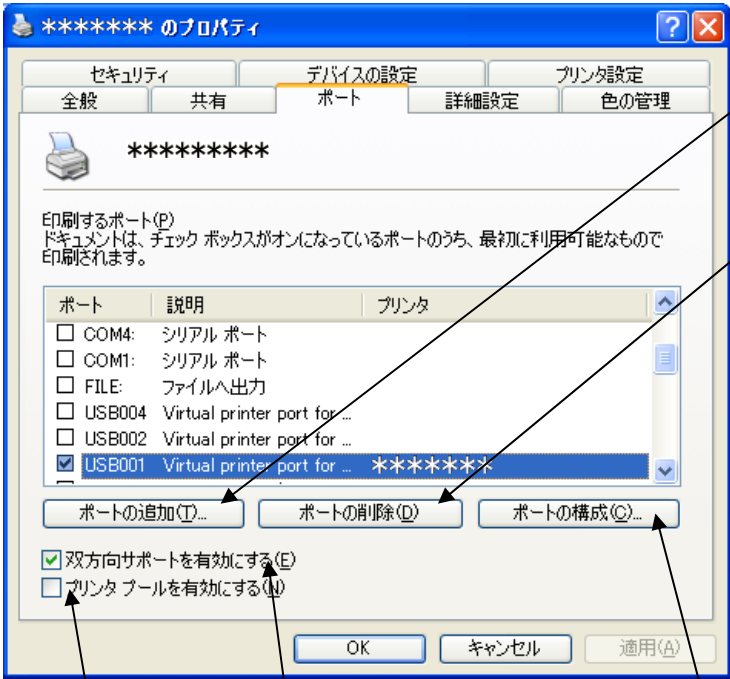 ******* のプロパティ
セキュリティ デバイスの設定 プリンタ設定
全般 共有 ポート 詳細設定 色の管理
*********
印刷するポート(P)
ドキュメントは、チェック ボックスがオンになっているポートのうち、最初に利用可能なもので
印刷されます。
ポート 説明 プリンタ
COM4: シリアル ポート
COM1: シリアル ポート
FILE: ファイルへ出力
USB004 Virtual printer port for ...
USB002 Virtual printer port for ...
USB001 Virtual printer port for ... *******
ポートの追加(T)... ポートの削除(D) ポートの構成(C)...
双方向サポートを有効にする(E)
プリンタ プールを有効にする(N)
OK キャンセル 適用(A)